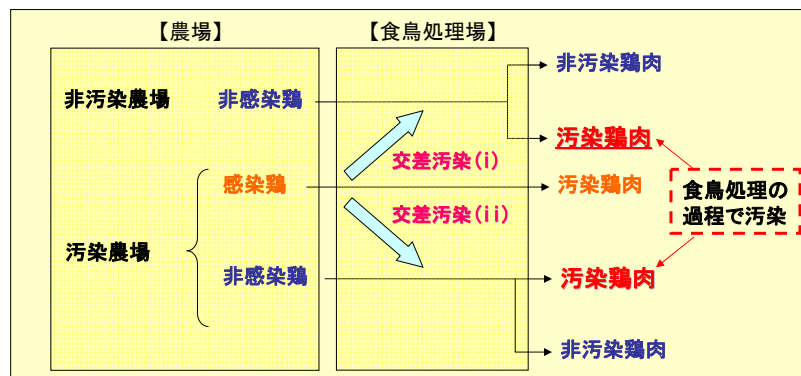 【農場】
【食鳥処理場】
非汚染農場
非感染鶏
非汚染鶏肉
汚染鶏肉
交差汚染(i)
感染鶏
汚染鶏肉
食鳥処理の
過程で汚染
交差汚染(ii)
汚染農場
非感染鶏
汚染鶏肉
非汚染鶏肉